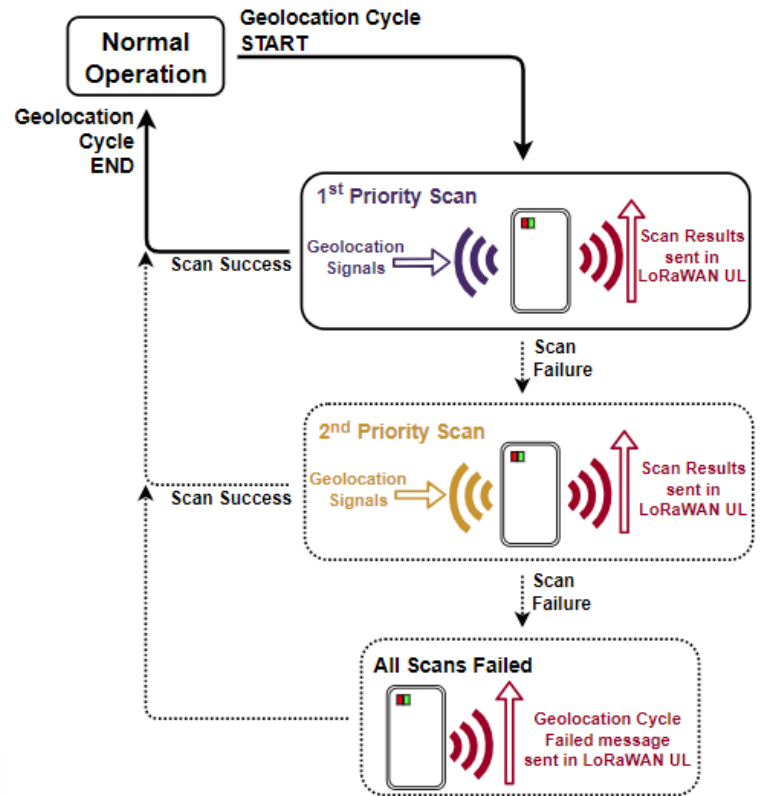 Normal
Operation
Geolocation Cycle
START
Geolocation
Cycle
END
1st Priority Scan
Geolocation
Signals
Scan Results
sent in
LoRaWAN UL
Scan Success
Scan
Failure
2nd Priority Scan
Geolocation
Signals
Scan Results
sent in
LoRaWAN UL
Scan Success
Scan
Failure
All Scans Failed
Geolocation Cycle
Failed message
sent in LoRaWAN UL